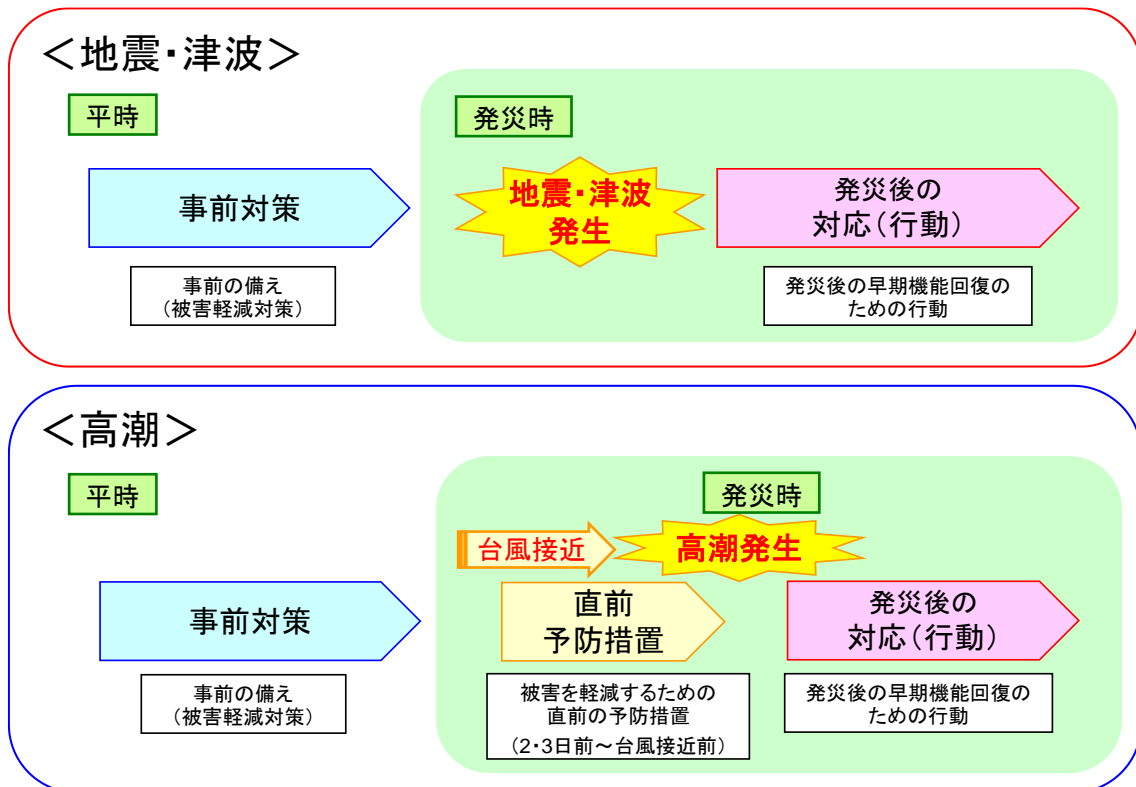 ＜地震・津波＞
平時
発災時
事前対策
地震・津波
発生
発災後の
対応（行動）
事前の備え
（被害軽減対策）
発災後の早期機能回復の
ための行動
＜高潮＞
平時
発災時
台風接近
高潮発生
事前対策
直前
予防措置
発災後の
対応（行動）
事前の備え
（被害軽減対策）
被害を軽減するための
直前の予防措置
（2・3日前～台風接近前）
発災後の早期機能回復の
ための行動